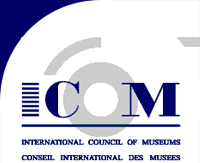 ICOM
INTERNATIONAL COUNCIL OF MUSEUMS
CONSEIL INTERNATIONAL DES MUSEES